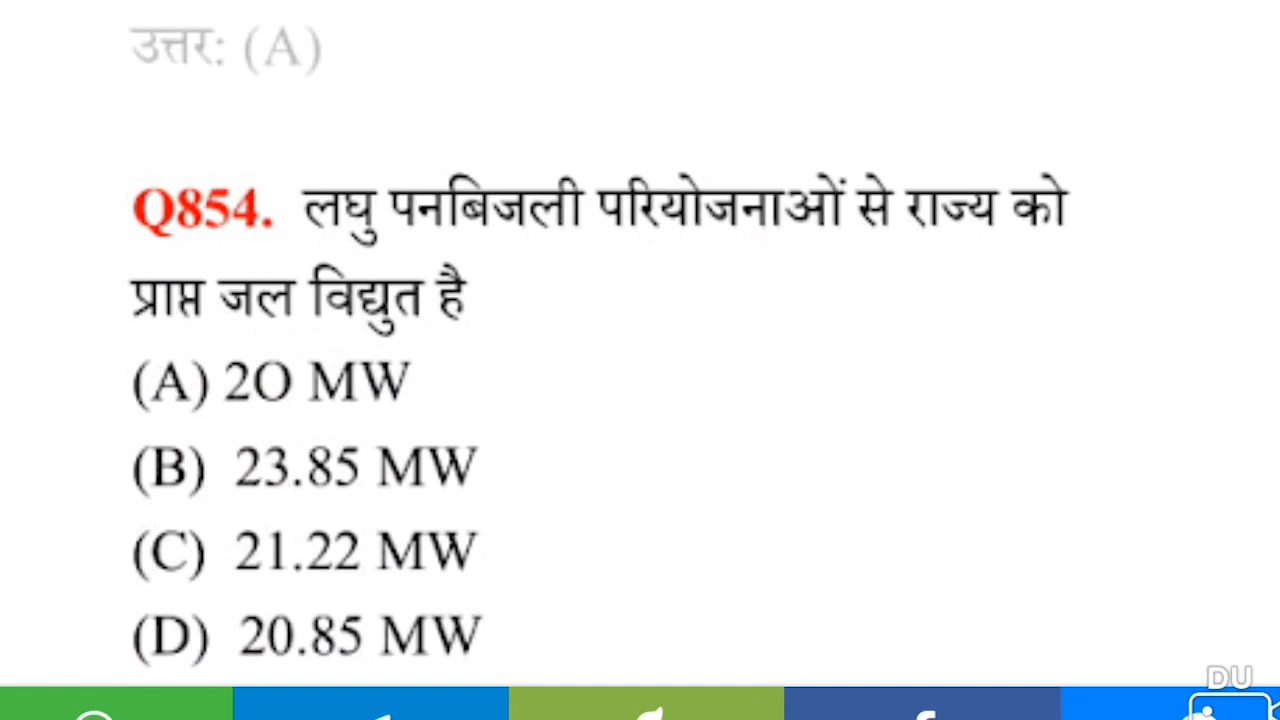 उत्तर: (A)
Q854. लघु पनबिजली परियोजनाओं से राज्य को
प्राप्त जल विद्युत है
(A) 2O MW
(B) 23.85 MW
(C) 21.22 MW
(D) 20.85 MW
DU